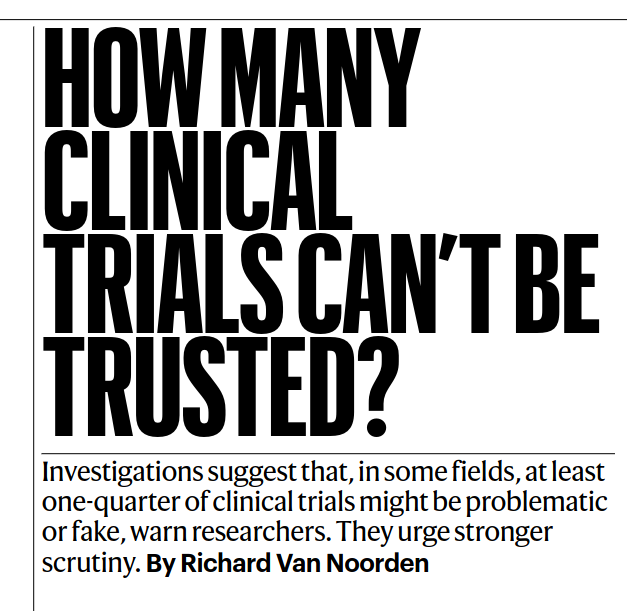 HOW MANY
CLINICAL
TRIALS CAN'T BE
TRUSTED?
Investigations suggest that, in some fields, at least
one-quarter of clinical trials might be problematic
or fake, warn researchers. They urge stronger
scrutiny. By Richard Van Noorden